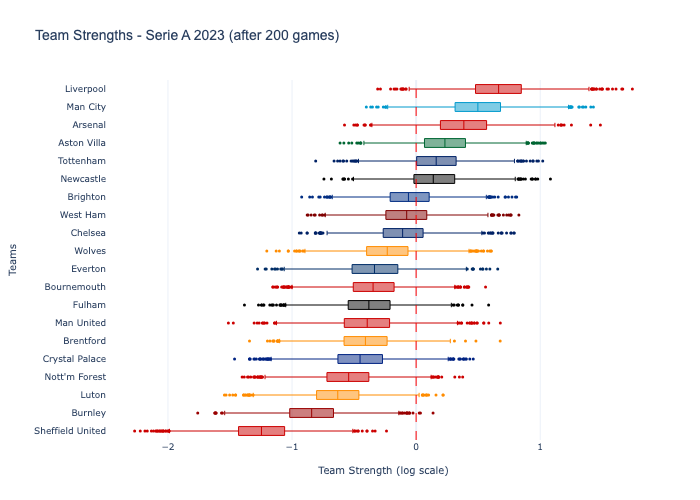 Team Strengths - Serie A 2023 (after 200 games)
Liverpool
Man City
Arsenal
Aston Villa
Tottenham
Newcastle
Brighton
West Ham
Chelsea
Wolves
Everton
Bournemouth
Fulham
Man United
Brentford
Crystal Palace
Nott'm Forest
Luton
Burnley
Sheffield United
Teams
−2
−1
0
1
Team Strength (log scale)